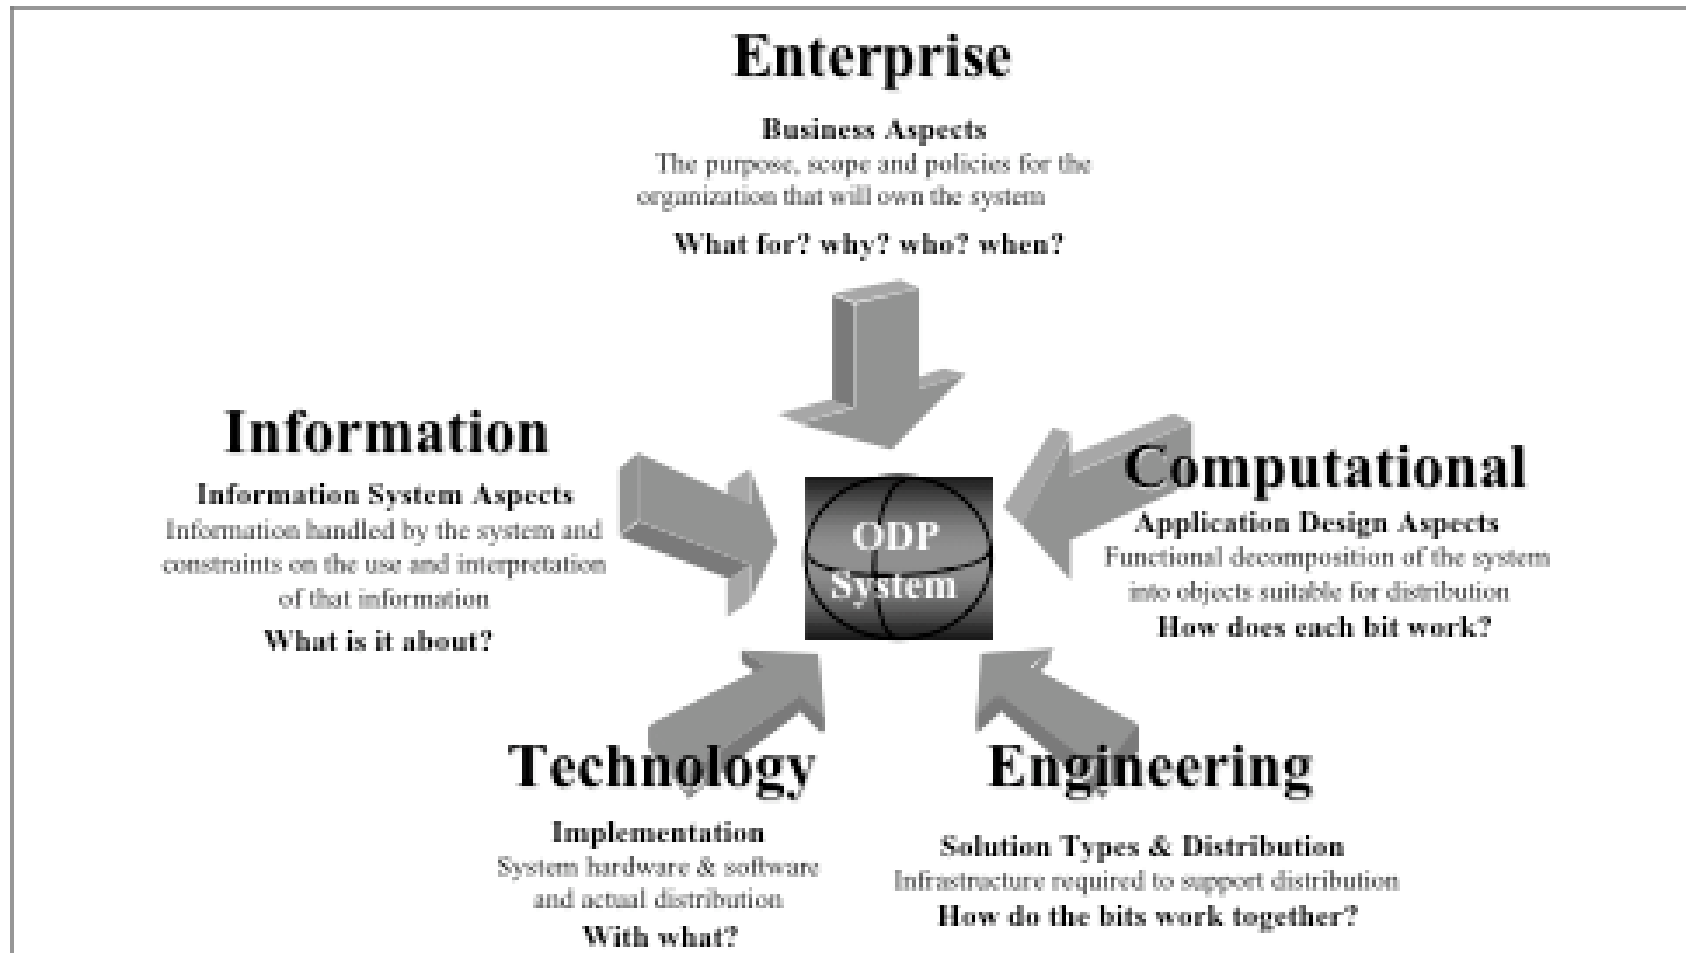 Enterprise
Business Aspects
The purpose, scope and policies for the
organization that will own the system
What for? why? who? when?
Information
Information System Aspects
Information handled by the system and
constraints on the use and interpretation
of that information
What is it about?
ODP
System
Computational
Application Design Aspects
Functional decomposition of the system
into objects suitable for distribution
How does each bit work?
Technology
Implementation
System hardware & software
and actual distribution
With what?
Engineering
Solution Types & Distribution
Infrastructure required to support distribution
How do the bits work together?